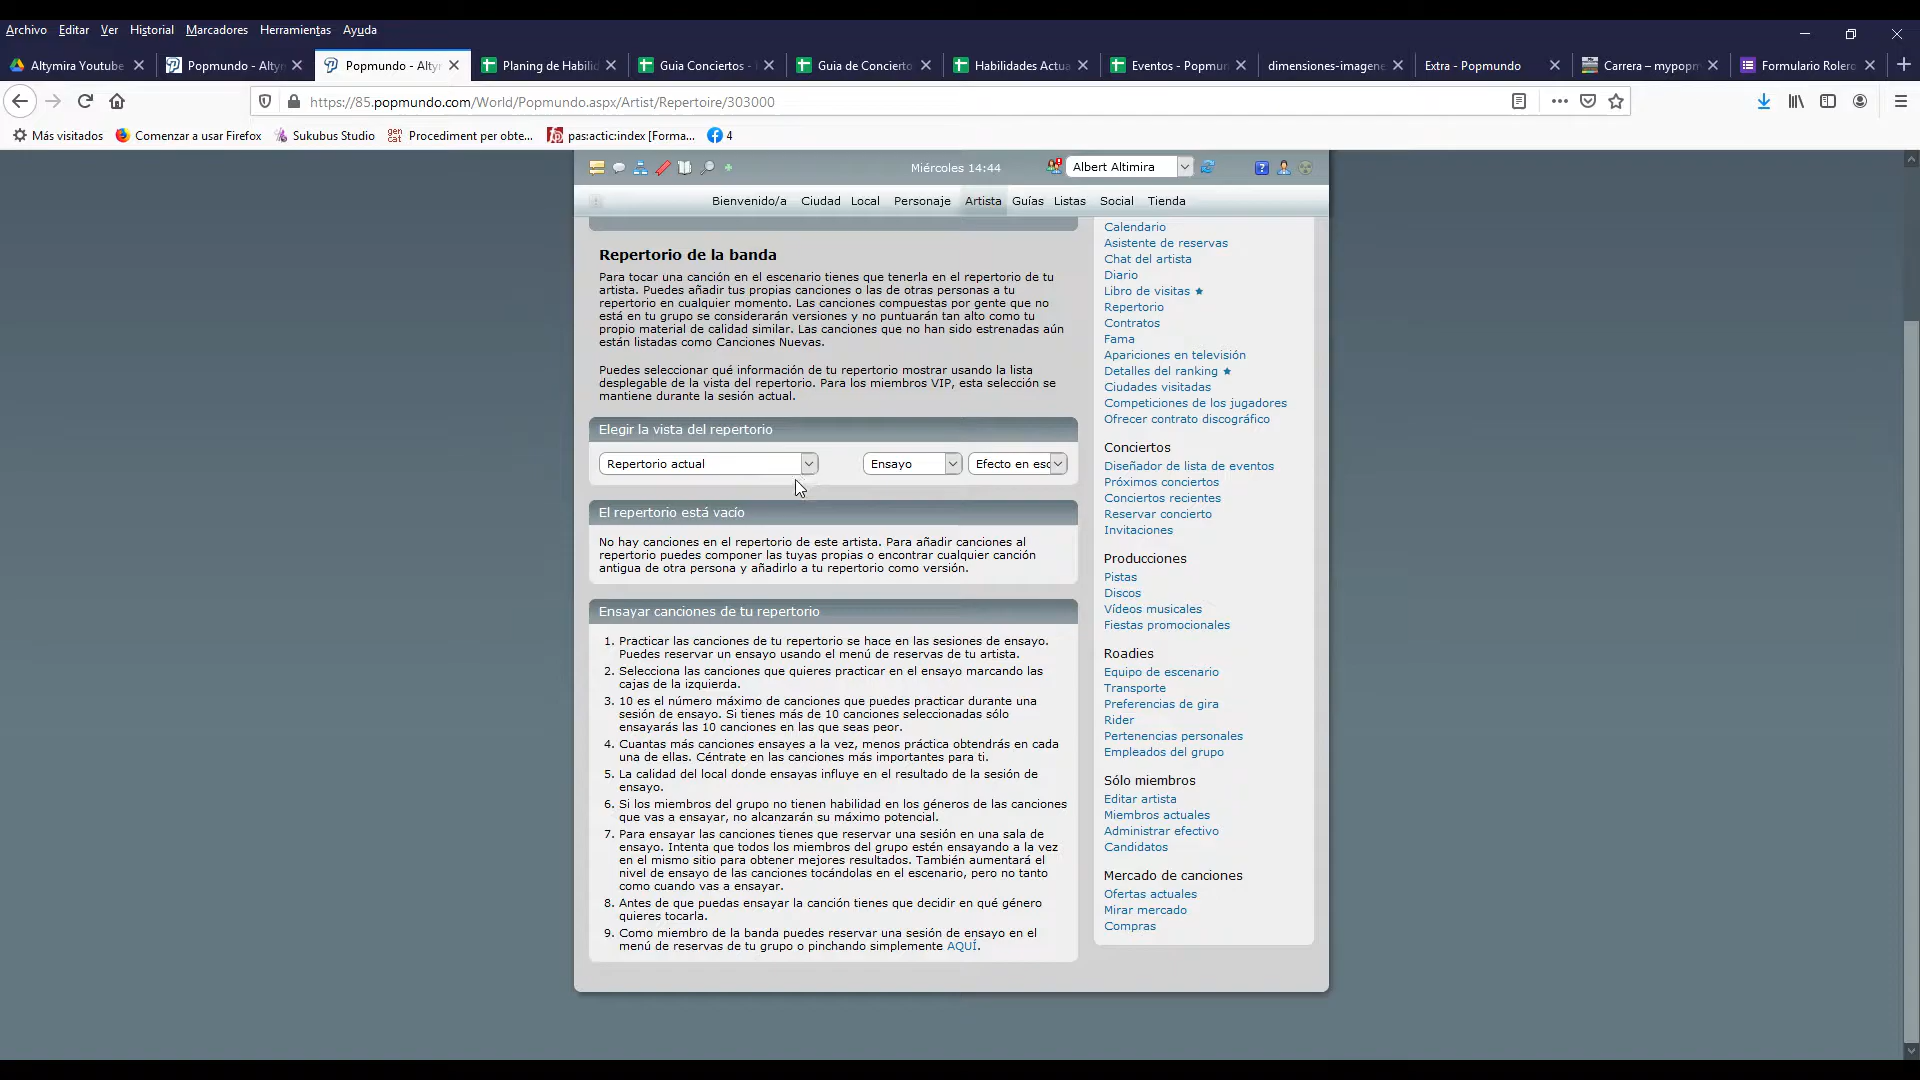 Archivo Editar Ver Historial Marcadores Herramientas Ayuda
Altymira Youtube Popmundo - Altyn Popmundo - Altyn Planing de Habilid Guia Conciertos - Guia de Concierto Habilidades Actua Eventos - Popmun dimensiones-imagene Extra - Popmundo Carrera – mypopm Formulario Rolero
https://85.popmundo.com/World/Popmundo.aspx/Artist/Repertoire/303000
Más visitados Comenzar a usar Firefox Sukubus Studio Procediment per obte... pas:actic:index [Forma... 4
Miércoles 14:44 Albert Altimira
Bienvenido/a Ciudad Local Personaje Artista Guías Listas Social Tienda
Repertorio de la banda
Para tocar una canción en el escenario tienes que tenerla en el repertorio de tu
artista. Puedes añadir tus propias canciones o las de otras personas a tu
repertorio en cualquier momento. Las canciones compuestas por gente que no
está en tu grupo se considerarán versiones y no puntuarán tan alto como tu
propio material de calidad similar. Las canciones que no han sido estrenadas aún
están listadas como Canciones Nuevas.
Puedes seleccionar qué información de tu repertorio mostrar usando la lista
desplegable de la vista del repertorio. Para los miembros VIP, esta selección se
mantiene durante la sesión actual.
Elegir la vista del repertorio
Repertorio actual Ensayo Efecto en esc
El repertorio está vacío
No hay canciones en el repertorio de este artista. Para añadir canciones al
repertorio puedes componer las tuyas propias o encontrar cualquier canción
antigua de otra persona y añadirlo a tu repertorio como versión.
Ensayar canciones de tu repertorio
1. Practicar las canciones de tu repertorio se hace en las sesiones de ensayo.
Puedes reservar un ensayo usando el menú de reservas de tu artista.
2. Selecciona las canciones que quieres practicar en el ensayo marcando las
cajas de la izquierda.
3. 10 es el número máximo de canciones que puedes practicar durante una
sesión de ensayo. Si tienes más de 10 canciones seleccionadas sólo
ensayarás las 10 canciones en las que seas peor.
4. Cuantas más canciones ensayes a la vez, menos práctica obtendrás en cada
una de ellas. Céntrate en las canciones más importantes para ti.
5. La calidad del local donde ensayas influye en el resultado de la sesión de
ensayo.
6. Si los miembros del grupo no tienen habilidad en los géneros de las canciones
que vas a ensayar, no alcanzarán su máximo potencial.
7. Para ensayar las canciones tienes que reservar una sesión en una sala de
ensayo. Intenta que todos los miembros del grupo estén ensayando a la vez
en el mismo sitio para obtener mejores resultados. También aumentará el
nivel de ensayo de las canciones tocándolas en el escenario, pero no tanto
como cuando vas a ensayar.
8. Antes de que puedas ensayar la canción tienes que decidir en qué género
quieres tocarla.
9. Como miembro de la banda puedes reservar una sesión de ensayo en el
menú de reservas de tu grupo o pinchando simplemente AQUÍ.
Calendario
Asistente de reservas
Chat del artista
Diario
Libro de visitas
Repertorio
Contratos
Fama
Apariciones en televisión
Detalles del ranking
Ciudades visitadas
Competiciones de los jugadores
Ofrecer contrato discográfico
Conciertos
Diseñador de lista de eventos
Próximos conciertos
Conciertos recientes
Reservar concierto
Invitaciones
Producciones
Pistas
Discos
Vídeos musicales
Fiestas promocionales
Roadies
Equipo de escenario
Transporte
Preferencias de gira
Rider
Pertenencias personales
Empleados del grupo
Sólo miembros
Editar artista
Miembros actuales
Administrar efectivo
Candidatos
Mercado de canciones
Ofertas actuales
Mirar mercado
Compras